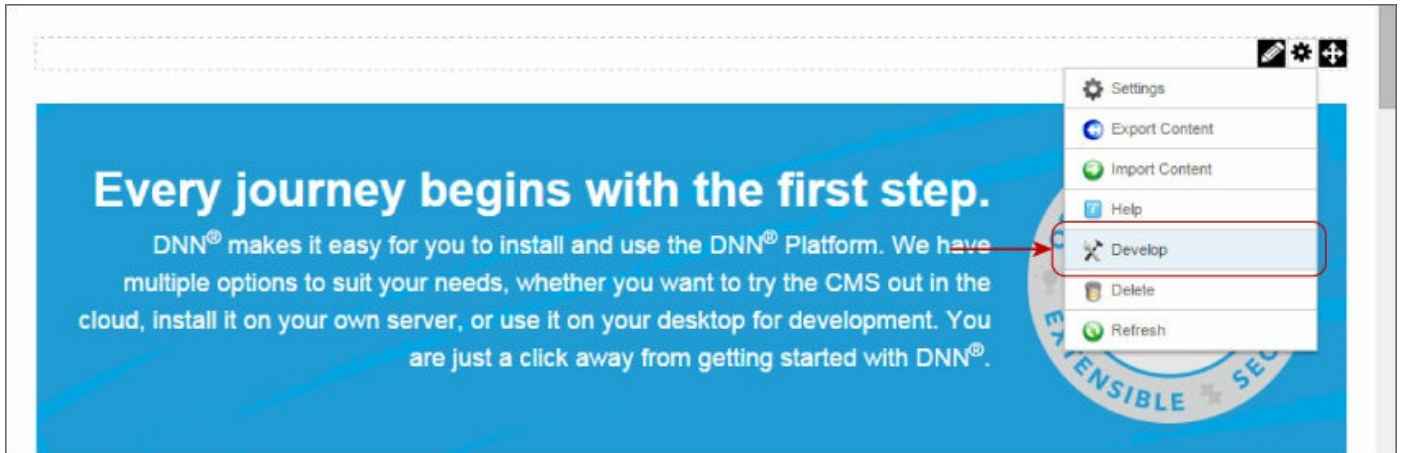 Settings
Export Content
Import Content
Help
Develop
Delete
Refresh
Every journey begins with the first step.
DNN® makes it easy for you to install and use the DNN® Platform. We have
multiple options to suit your needs, whether you want to try the CMS out in the
cloud, install it on your own server, or use it on your desktop for development. You
are just a click away from getting started with DNN®.
EXTENSIBLE